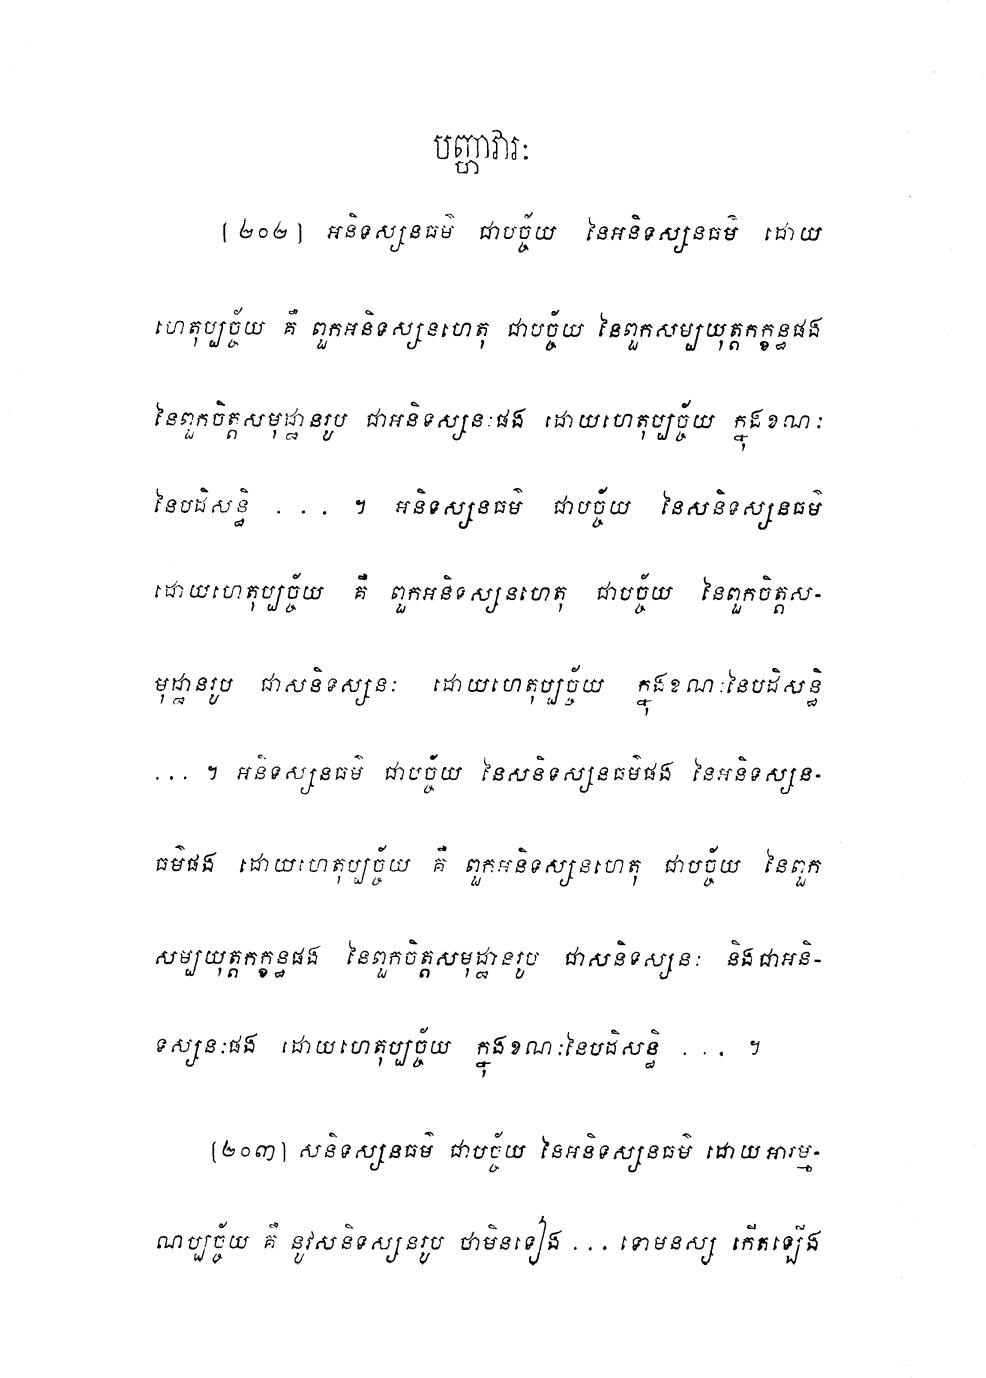 បញ្ហាវារៈ
[២០២] អនិទស្សនធម៌ ជាបច្ច័យ នៃអនិទស្សនធម៌ ដោយ
ហេតុប្បច្ច័យ គឺ ពួកអនិទស្សនហេតុ ជាបច្ច័យ នៃពួកសម្បយុត្តកក្ខន្ធផង
នៃពួកចិត្តសមុដ្ឋានរូប ជាអនិទស្សនៈផង ដោយហេតុប្បច្ច័យ ក្នុងខណៈ
នៃបដិសន្ធិ . . . ។ អនិទស្សនធម៌ ជាបច្ច័យ នៃសនិទស្សនធម៌
ដោយហេតុប្បច្ច័យ គឺ ពួកអនិទស្សនហេតុ ជាបច្ច័យ នៃពួកចិត្តស-
មុដ្ឋានរូប ជាសនិទស្សនៈ ដោយហេតុប្បច្ច័យ ក្នុងខណៈនៃបដិសន្ធិ
. . . ។ អនិទស្សនធម៌ ជាបច្ច័យ នៃសនិទស្សនធម៌ផង នៃអនិទស្សន-
ធម៌ផង ដោយហេតុប្បច្ច័យ គឺ ពួកអនិទស្សនហេតុ ជាបច្ច័យ នៃពួក
សម្បយុត្តកក្ខន្ធផង នៃពួកចិត្តសមុដ្ឋានរូប ជាសនិទស្សនៈ និងជាអនិ-
ទស្សនៈផង ដោយហេតុប្បច្ច័យ ក្នុងខណៈនៃបដិសន្ធិ . . . ។
[២០៣] សនិទស្សនធម៌ ជាបច្ច័យ នៃអនិទស្សនធម៌ ដោយអារម្ម-
ណប្បច្ច័យ គឺ នូវសនិទស្សនរូប ថាមិនទៀង . . . ទោមនស្ស កើតឡើង